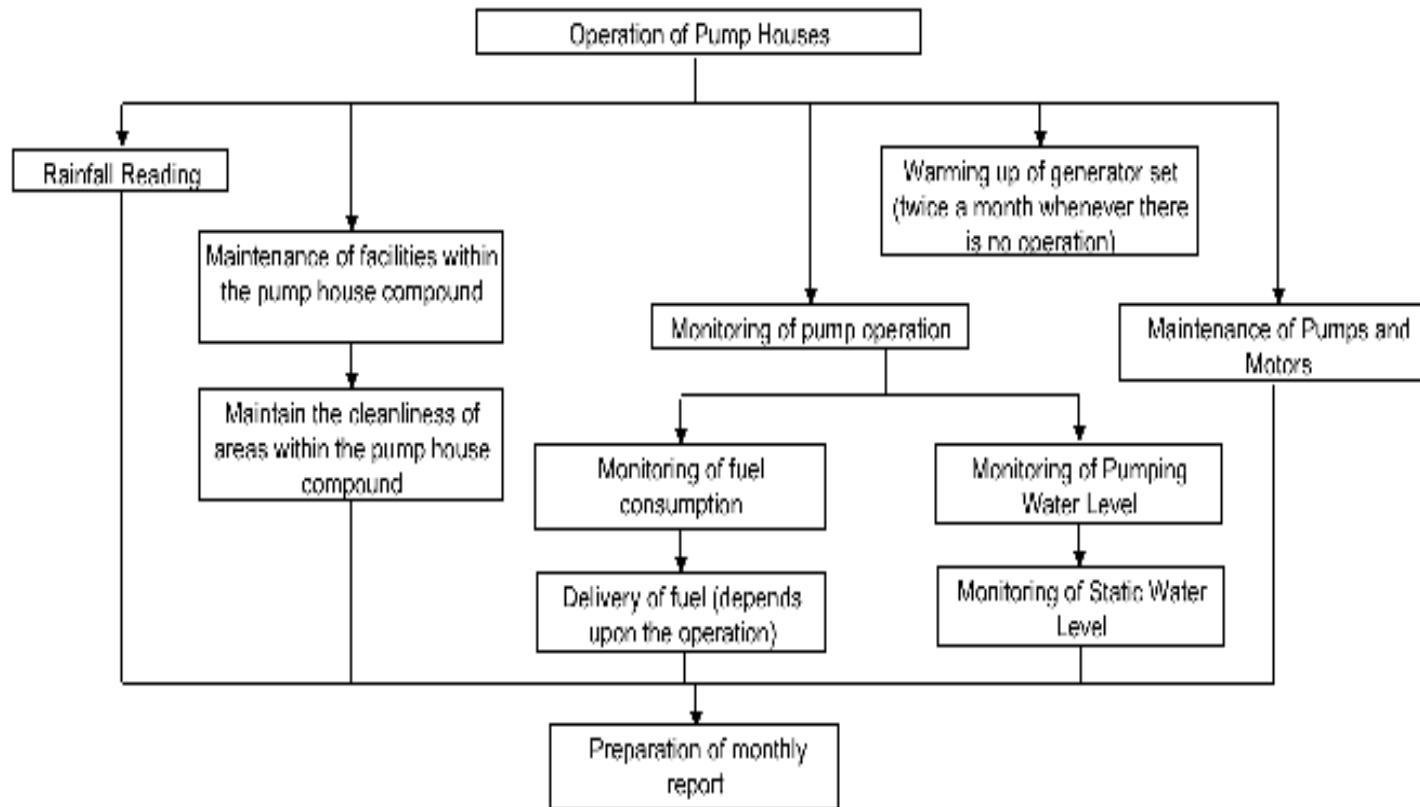 Operation of Pump Houses
Rainfall Reading
Warming up of generator set
(twice a month whenever there
is no operation)
Maintenance of facilities within
the pump house compound
Monitoring of pump operation
Maintenance of Pumps and
Motors
Maintain the cleanliness of
areas within the pump house
compound
Monitoring of fuel
consumption
Monitoring of Pumping
Water Level
Delivery of fuel (depends
upon the operation)
Monitoring of Static Water
Level
Preparation of monthly
report